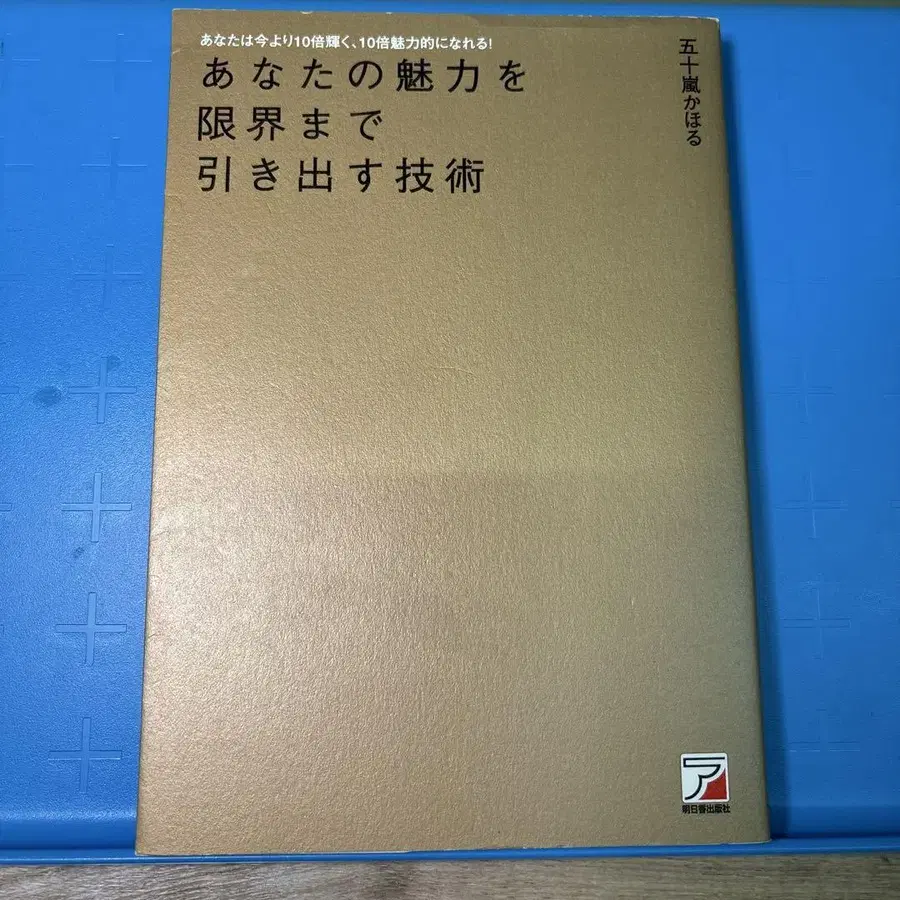 あなたは今より10倍輝く、10倍魅力的になれる!
あなたの魅力を
限界まで
引き出す技術
五十嵐かほる
ア
明日香出版社